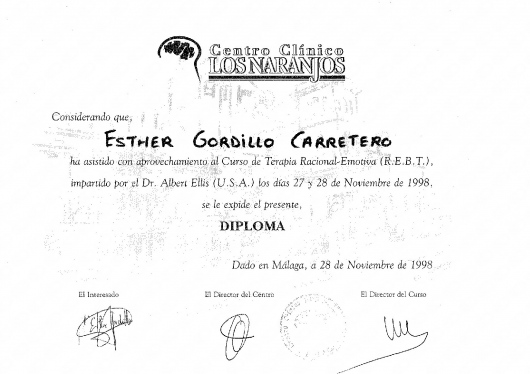 Centro Clínico
LOS NARANJOS
Considerando que,
ESTHER GORDILLO CARRETERO
ha asistido con aprovechamiento al Curso de Terapia Racional-Emotiva (R.E.B.T.),
impartido por el Dr. Albert Ellis (U.S.A.) los días 27 y 28 de Noviembre de 1998,
se le expide el presente,
DIPLOMA
Dado en Málaga, a 28 de Noviembre de 1998
El Interesado El Director del Centro El Director del Curso